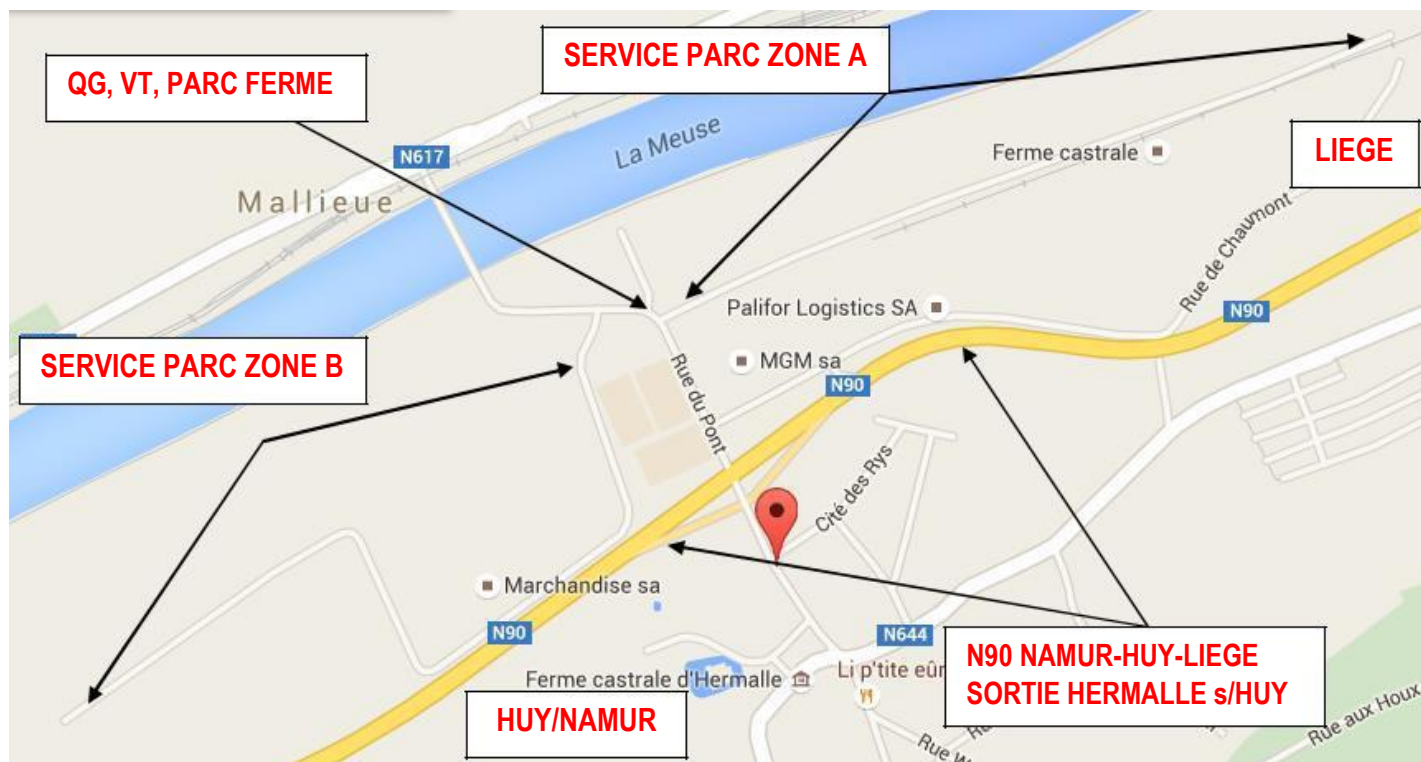 SERVICE PARC ZONE A
QG, VT, PARC FERME
La Meuse
N617
Ferme castrale
LIEGE
Mallieue
Rue de Chaumont
Palifor Logistics SA
N90
SERVICE PARC ZONE B
MGM sa
N90
Rue du Pont
Cité des Rys
Marchandise sa
N90
N644
N90 NAMUR-HUY-LIEGE
SORTIE HERMALLE s/HUY
Ferme castrale d'Hermalle
Li p'tite eûr
HUY/NAMUR
Rue aux Houx
Rue W